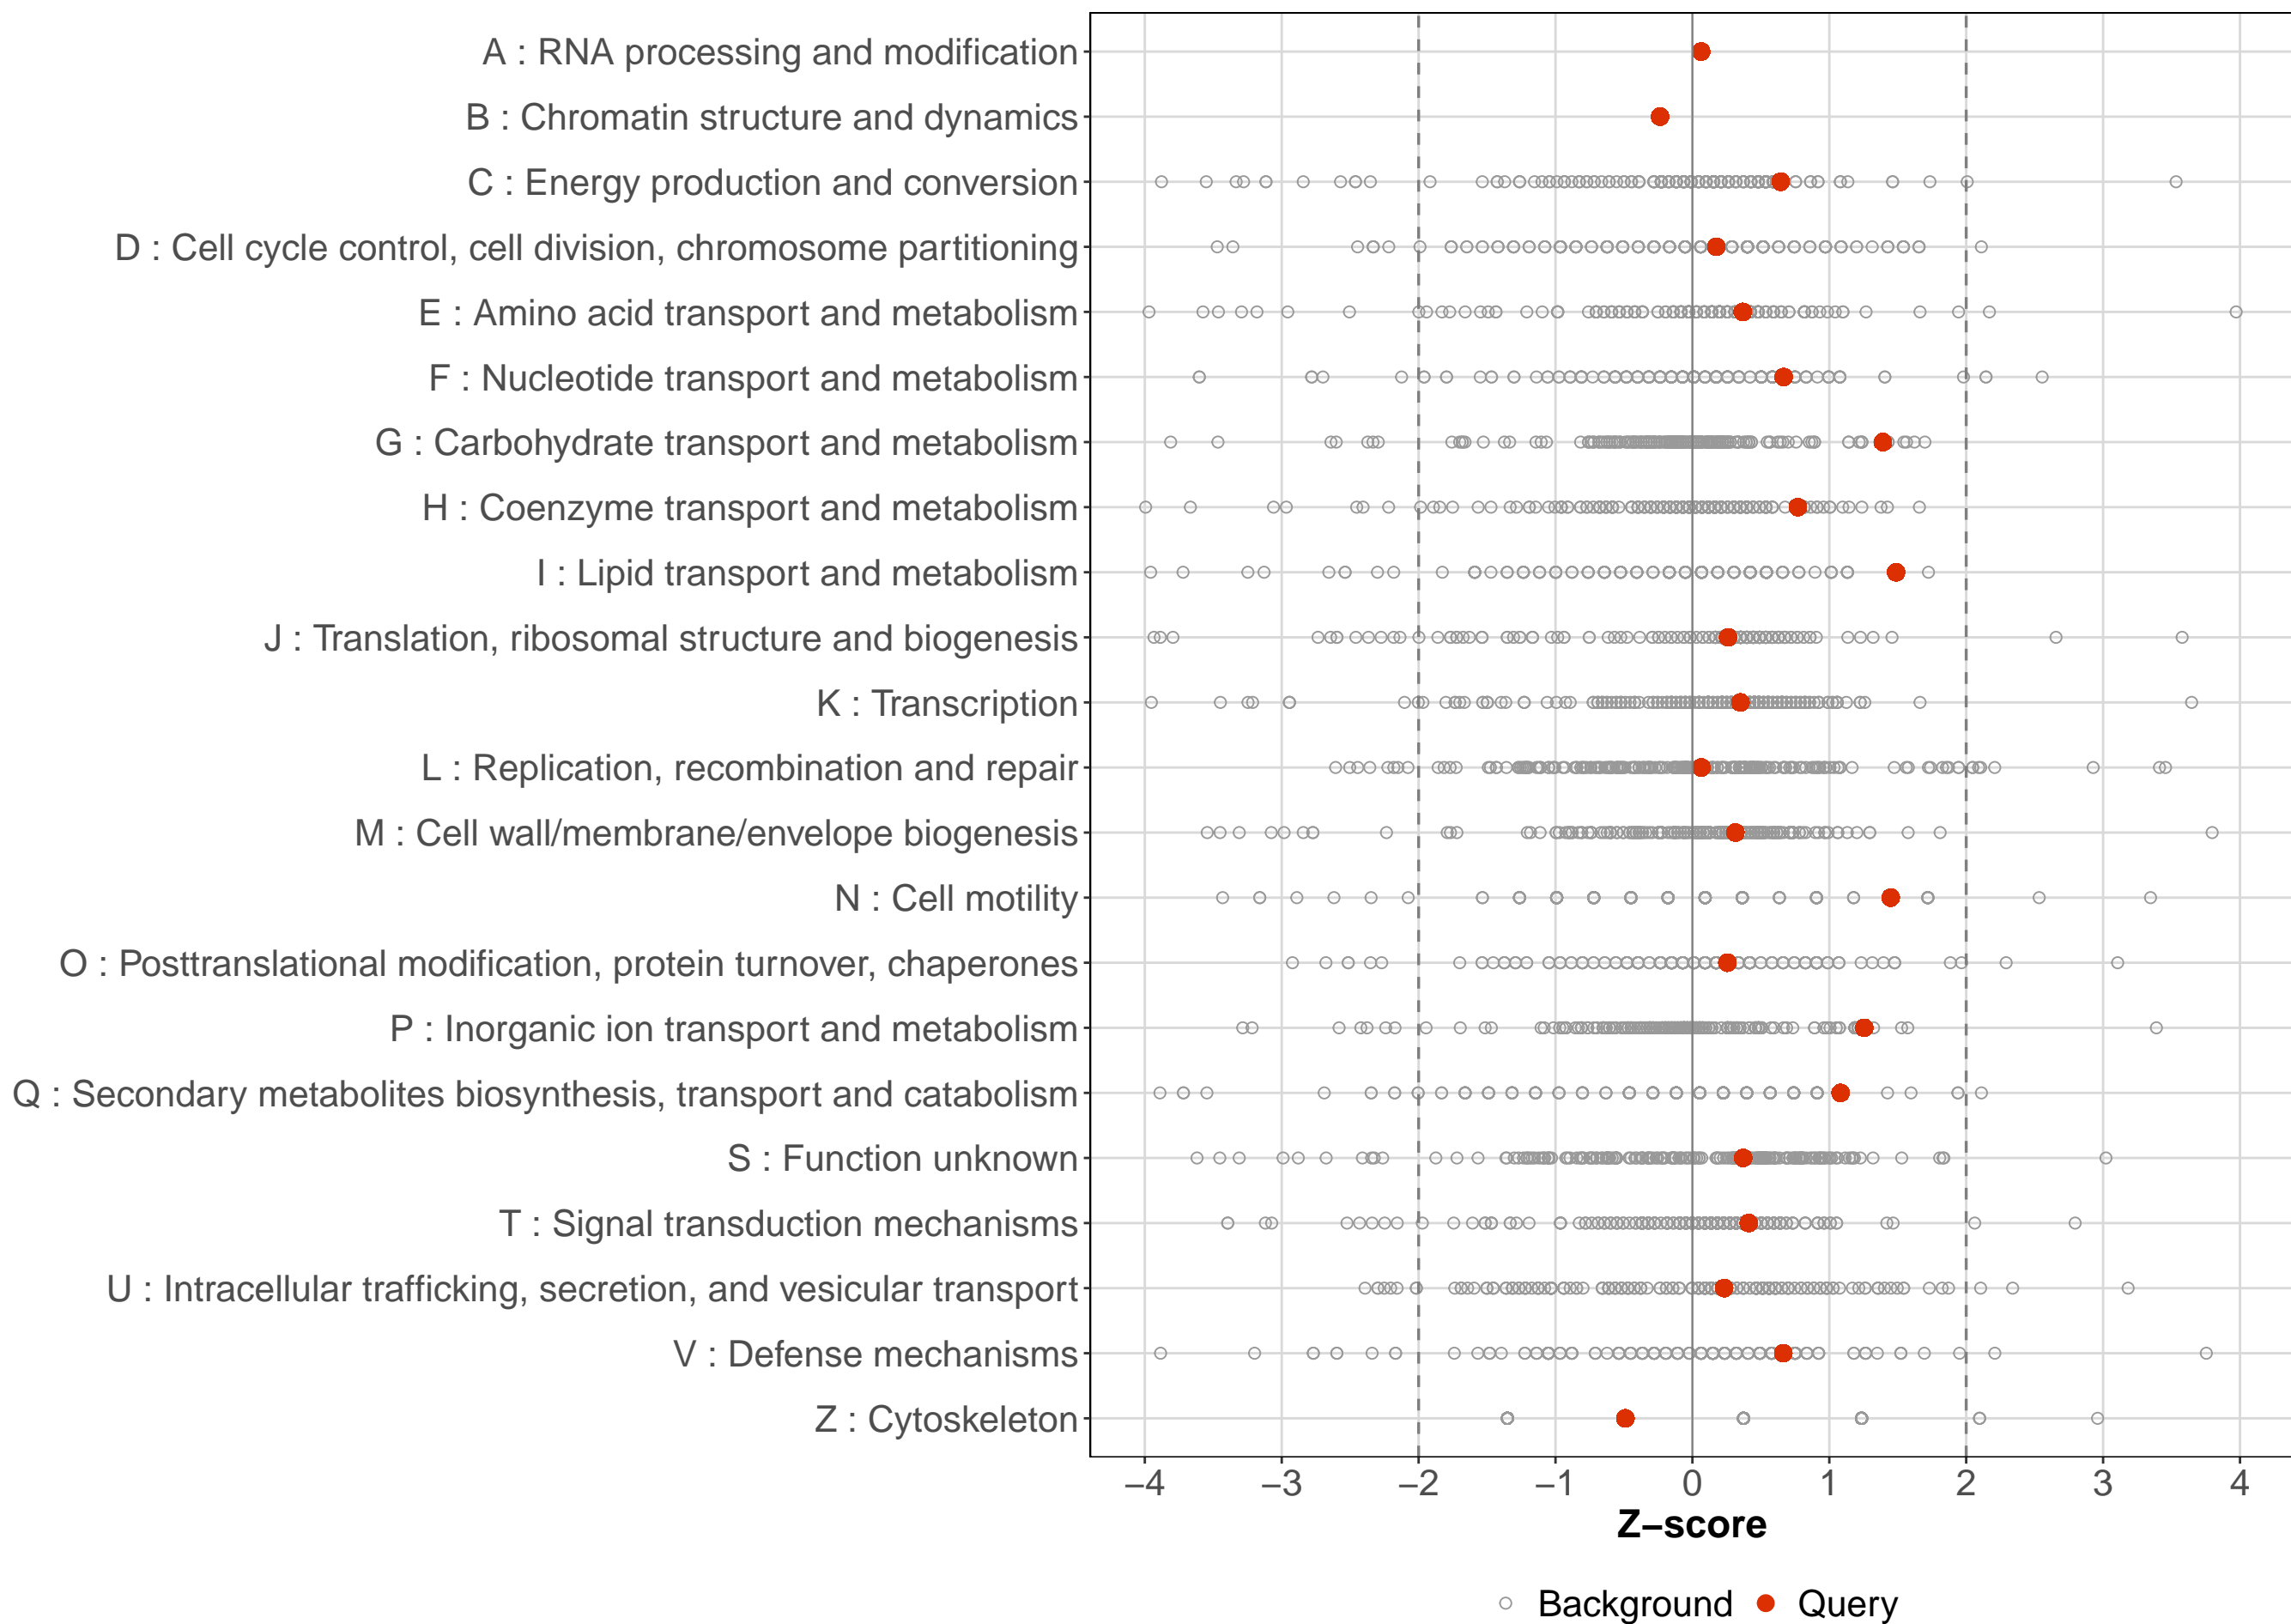 A : RNA processing and modification
B : Chromatin structure and dynamics
C : Energy production and conversion
D : Cell cycle control, cell division, chromosome partitioning
E : Amino acid transport and metabolism
F : Nucleotide transport and metabolism
G : Carbohydrate transport and metabolism
H : Coenzyme transport and metabolism
I : Lipid transport and metabolism
J : Translation, ribosomal structure and biogenesis
K : Transcription
L : Replication, recombination and repair
M : Cell wall/membrane/envelope biogenesis
N : Cell motility
O : Posttranslational modification, protein turnover, chaperones
P : Inorganic ion transport and metabolism
Q : Secondary metabolites biosynthesis, transport and catabolism
S : Function unknown
T : Signal transduction mechanisms
U : Intracellular trafficking, secretion, and vesicular transport
V : Defense mechanisms
Z : Cytoskeleton
−4 −3 −2 −1 0 1 2 3 4
Z−score
Background Query